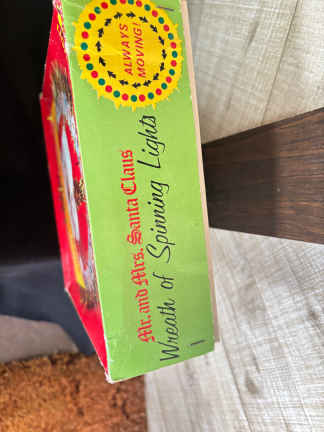 ALWAYS
MOVING!
Mr. and Mrs. Santa Claus
Wreath of Spinning Lights